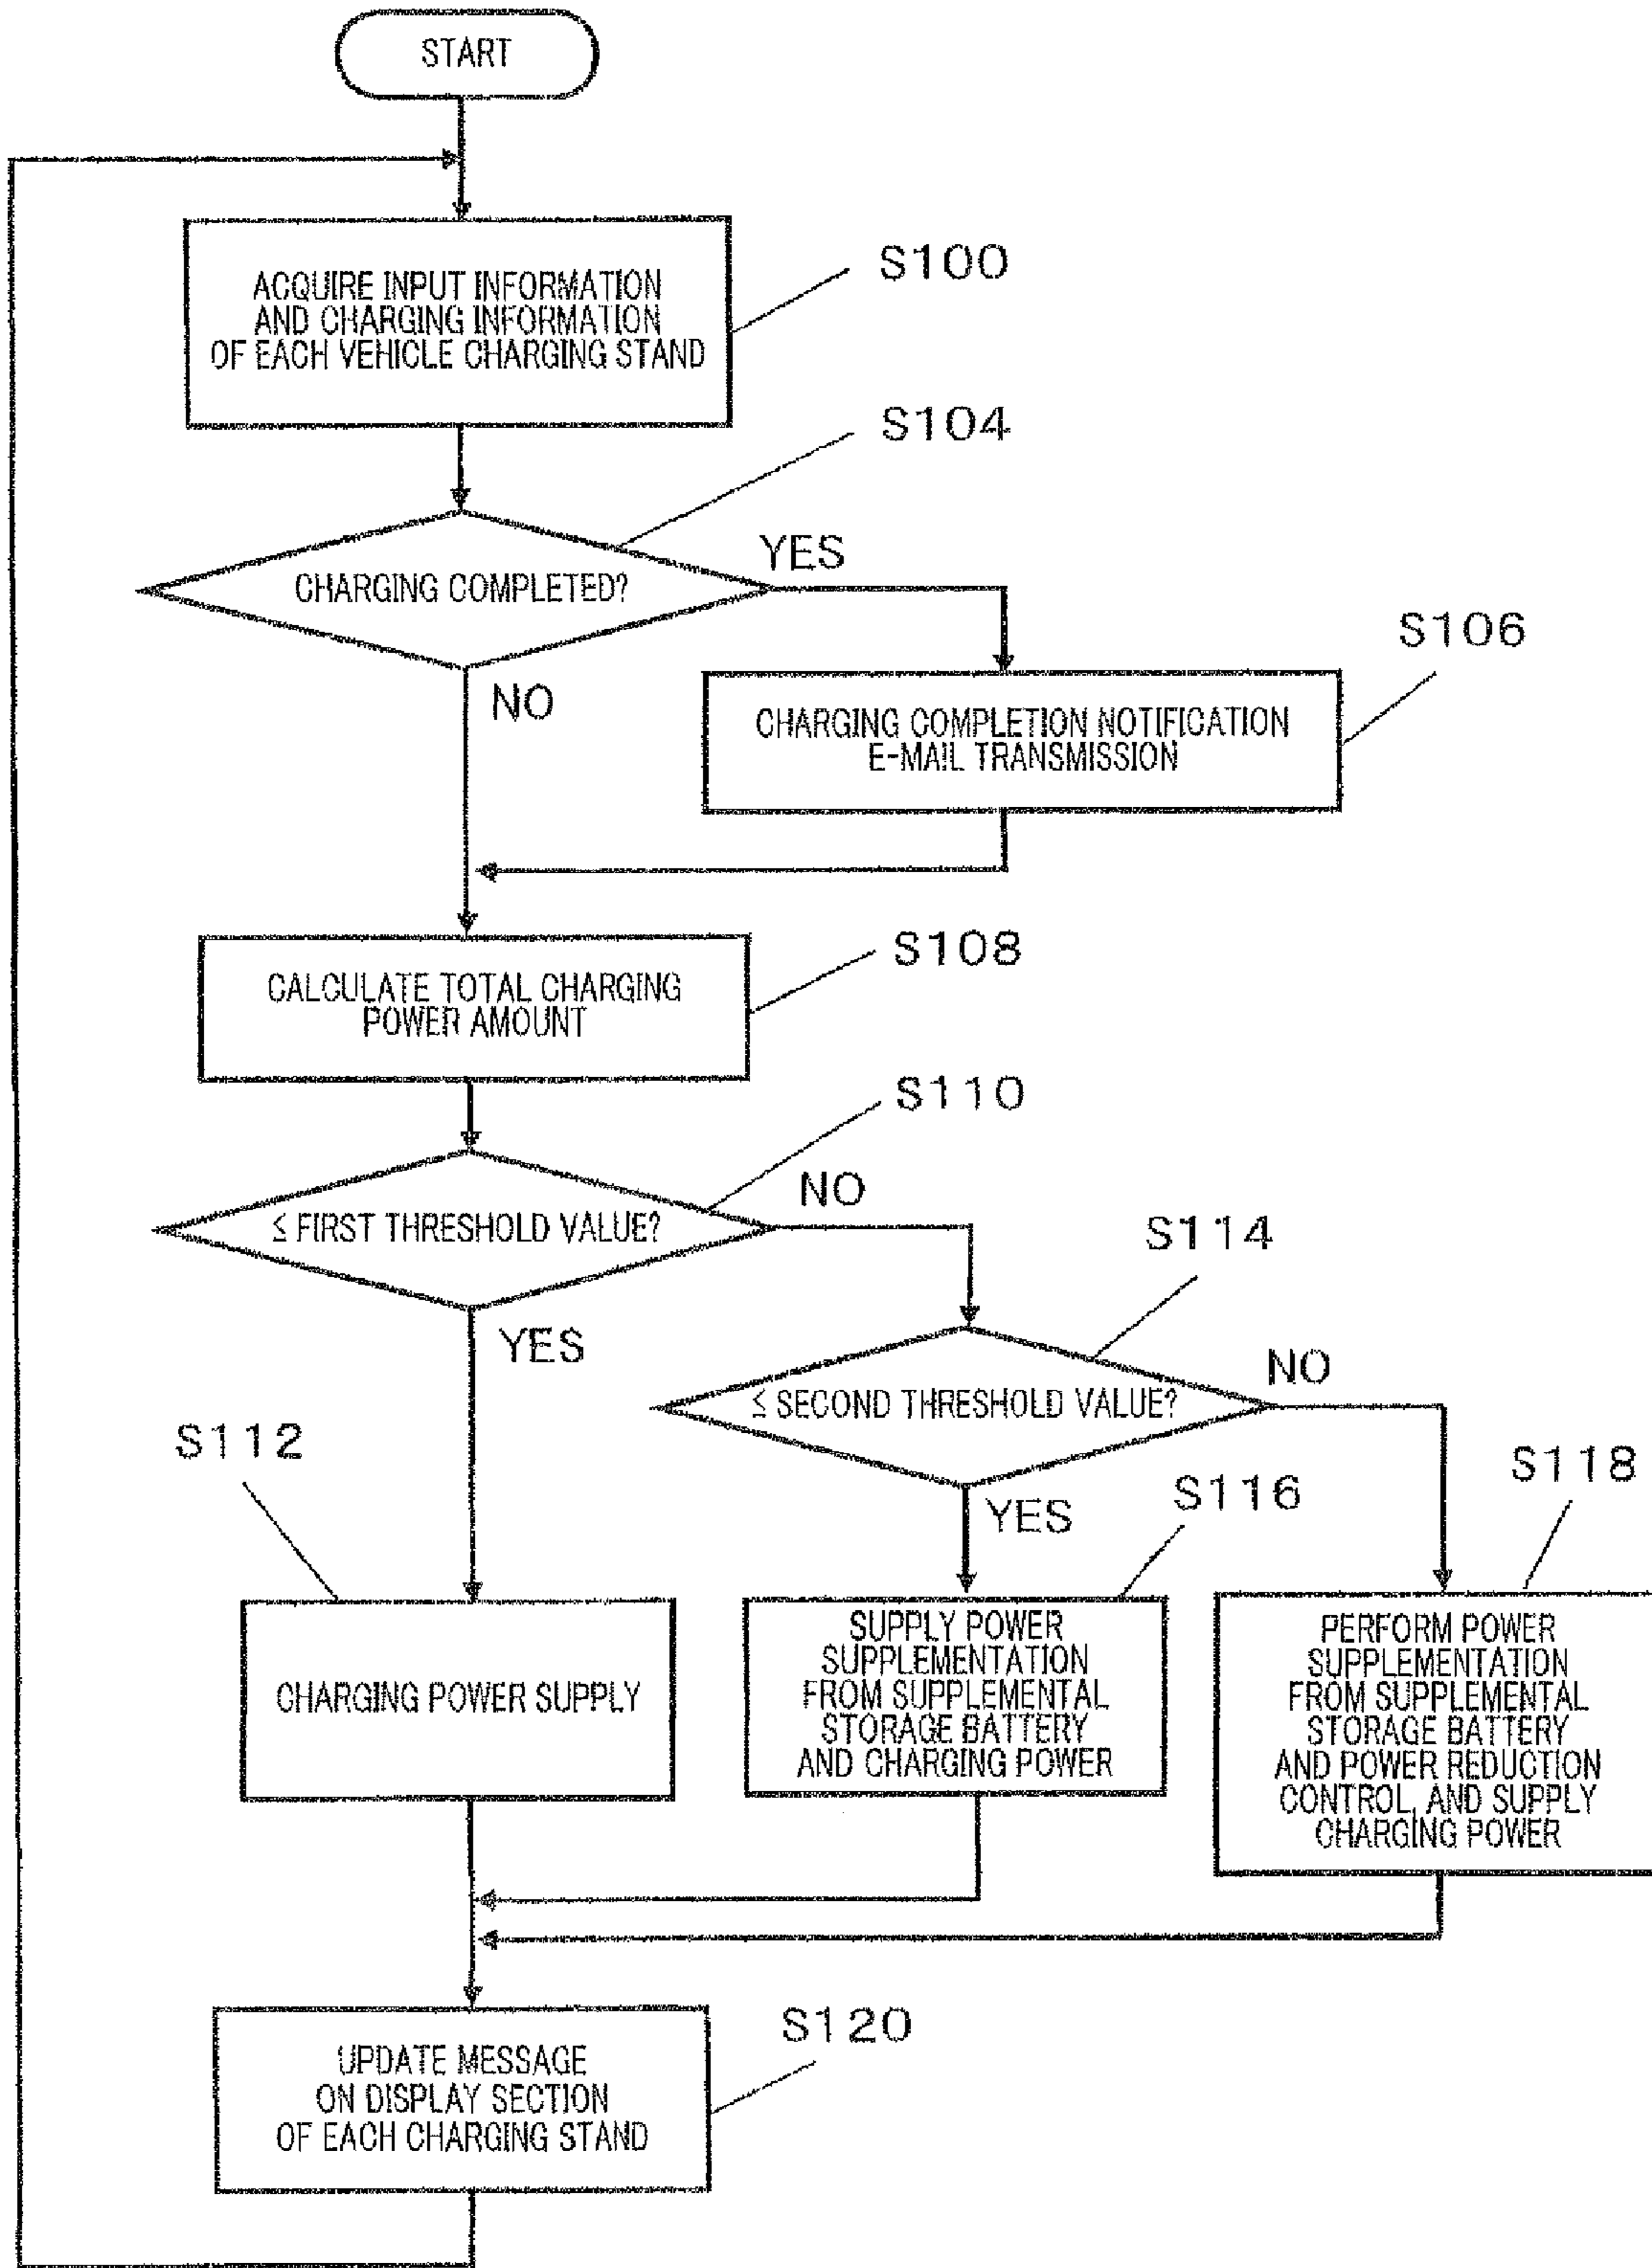 START
ACQUIRE INPUT INFORMATION
AND CHARGING INFORMATION
OF EACH VEHICLE CHARGING STAND
S100
S104
CHARGING COMPLETED?
YES
NO
S106
CHARGING COMPLETION NOTIFICATION
E-MAIL TRANSMISSION
S108
CALCULATE TOTAL CHARGING
POWER AMOUNT
S110
≤ FIRST THRESHOLD VALUE?
NO
YES
S114
≤ SECOND THRESHOLD VALUE?
NO
YES
S112
CHARGING POWER SUPPLY
S116
SUPPLY POWER
SUPPLEMENTATION
FROM SUPPLEMENTAL
STORAGE BATTERY
AND CHARGING POWER
S118
PERFORM POWER
SUPPLEMENTATION
FROM SUPPLEMENTAL
STORAGE BATTERY
AND POWER REDUCTION
CONTROL, AND SUPPLY
CHARGING POWER
S120
UPDATE MESSAGE
ON DISPLAY SECTION
OF EACH CHARGING STAND